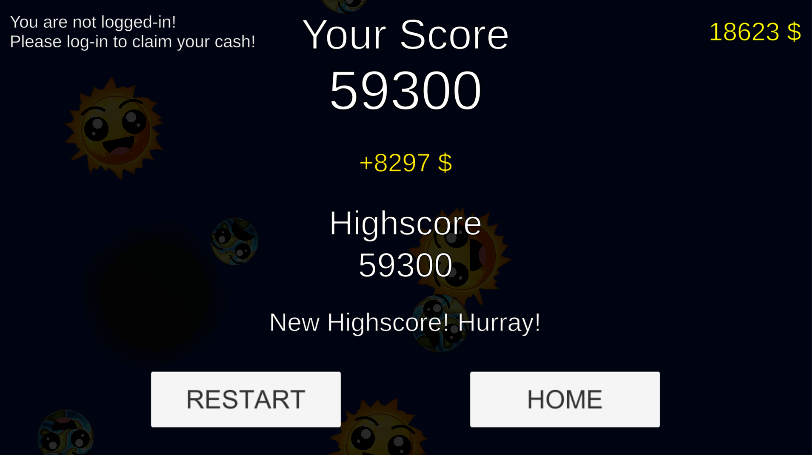 You are not logged-in!
Please log-in to claim your cash!
Your Score
59300
18623 $
+8297 $
Highscore
59300
New Highscore! Hurray!
RESTART
HOME